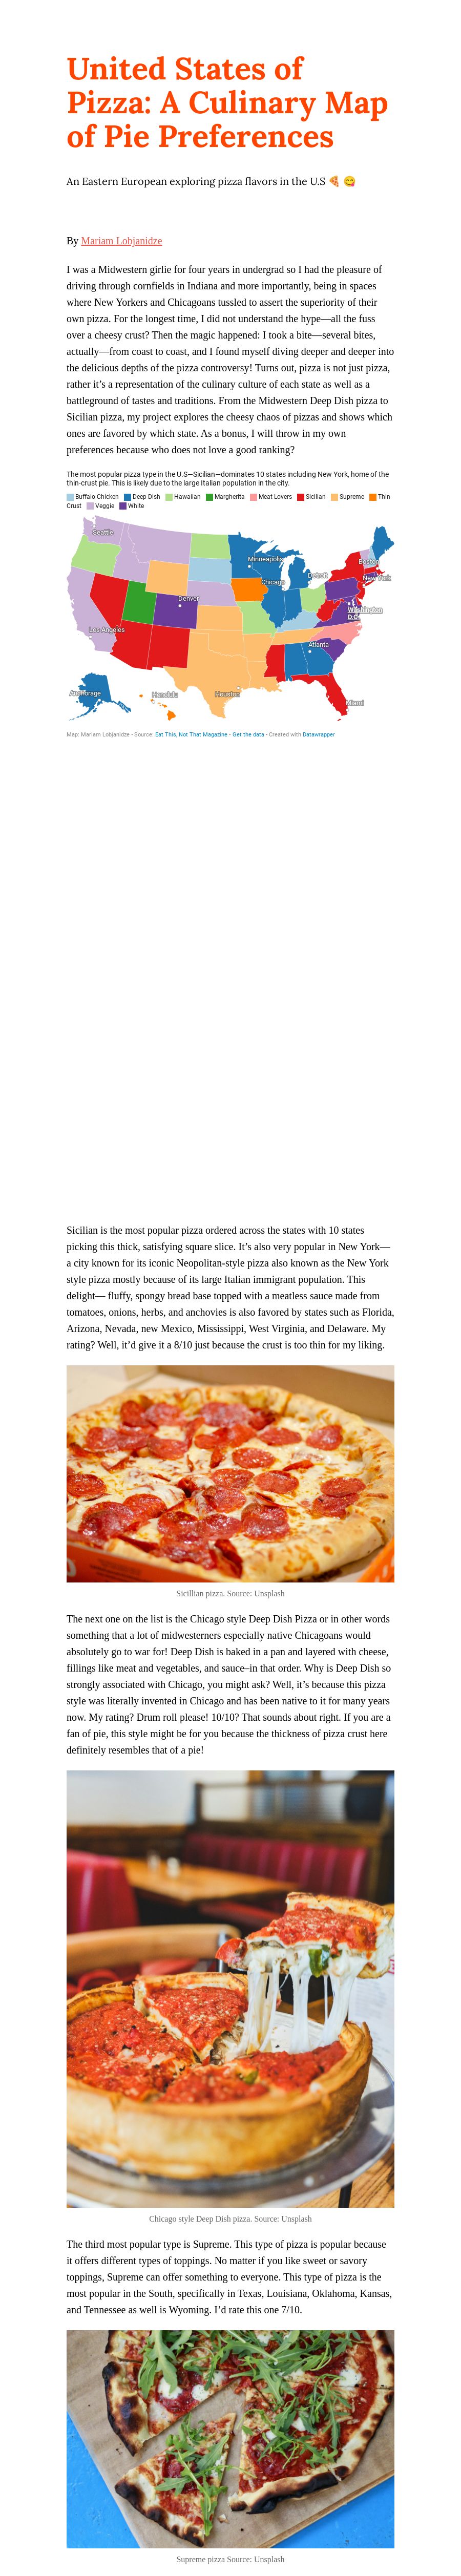 United States of
Pizza: A Culinary Map
of Pie Preferences
An Eastern European exploring pizza flavors in the U.S 🍕 😋
By Mariam Lobjanidze
I was a Midwestern girlie for four years in undergrad so I had the pleasure of
driving through cornfields in Indiana and more importantly, being in spaces
where New Yorkers and Chicagoans tussled to assert the superiority of their
own pizza. For the longest time, I did not understand the hype—all the fuss
over a cheesy crust? Then the magic happened: I took a bite—several bites,
actually—from coast to coast, and I found myself diving deeper and deeper into
the delicious depths of the pizza controversy! Turns out, pizza is not just pizza,
rather it’s a representation of the culinary culture of each state as well as a
battleground of tastes and traditions. From the Midwestern Deep Dish pizza to
Sicilian pizza, my project explores the cheesy chaos of pizzas and shows which
ones are favored by which state. As a bonus, I will throw in my own
preferences because who does not love a good ranking?
The most popular pizza type in the U.S—Sicilian—dominates 10 states including New York, home of the
thin-crust pie. This is likely due to the large Italian population in the city.
Buffalo Chicken Deep Dish Hawaiian Margherita Meat Lovers Sicilian Supreme Thin
Crust Veggie White
Seattle
Minneapolis
Boston
Detroit
New York
Chicago
Denver
Washington
D.C.
Los Angeles
Atlanta
Anchorage
Honolulu
Houston
Miami
Map: Mariam Lobjanidze • Source: Eat This, Not That Magazine • Get the data • Created with Datawrapper
Sicilian is the most popular pizza ordered across the states with 10 states
picking this thick, satisfying square slice. It’s also very popular in New York—
a city known for its iconic Neopolitan-style pizza also known as the New York
style pizza mostly because of its large Italian immigrant population. This
delight— fluffy, spongy bread base topped with a meatless sauce made from
tomatoes, onions, herbs, and anchovies is also favored by states such as Florida,
Arizona, Nevada, new Mexico, Mississippi, West Virginia, and Delaware. My
rating? Well, it’d give it a 8/10 just because the crust is too thin for my liking.
Sicillian pizza. Source: Unsplash
The next one on the list is the Chicago style Deep Dish Pizza or in other words
something that a lot of midwesterners especially native Chicagoans would
absolutely go to war for! Deep Dish is baked in a pan and layered with cheese,
fillings like meat and vegetables, and sauce–in that order. Why is Deep Dish so
strongly associated with Chicago, you might ask? Well, it’s because this pizza
style was literally invented in Chicago and has been native to it for many years
now. My rating? Drum roll please! 10/10? That sounds about right. If you are a
fan of pie, this style might be for you because the thickness of pizza crust here
definitely resembles that of a pie!
Chicago style Deep Dish pizza. Source: Unsplash
The third most popular type is Supreme. This type of pizza is popular because
it offers different types of toppings. No matter if you like sweet or savory
toppings, Supreme can offer something to everyone. This type of pizza is the
most popular in the South, specifically in Texas, Louisiana, Oklahoma, Kansas,
and Tennessee as well is Wyoming. I’d rate this one 7/10.
Supreme pizza Source: Unsplash